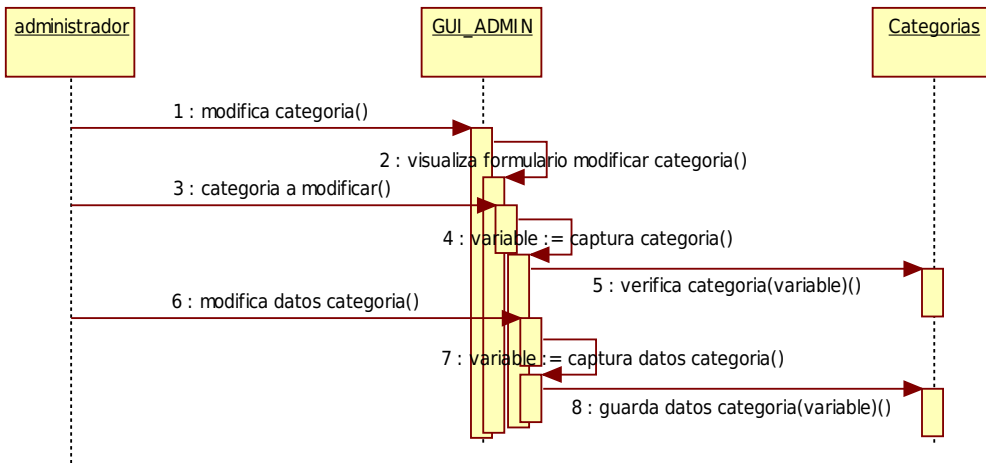 administrador
GUI_ADMIN
Categorias
1 : modifica categoria()
2 : visualiza formulario modificar categoria()
3 : categoria a modificar()
4 : variable := captura categoria()
5 : verifica categoria(variable)()
6 : modifica datos categoria()
7 : variable := captura datos categoria()
8 : guarda datos categoria(variable)()